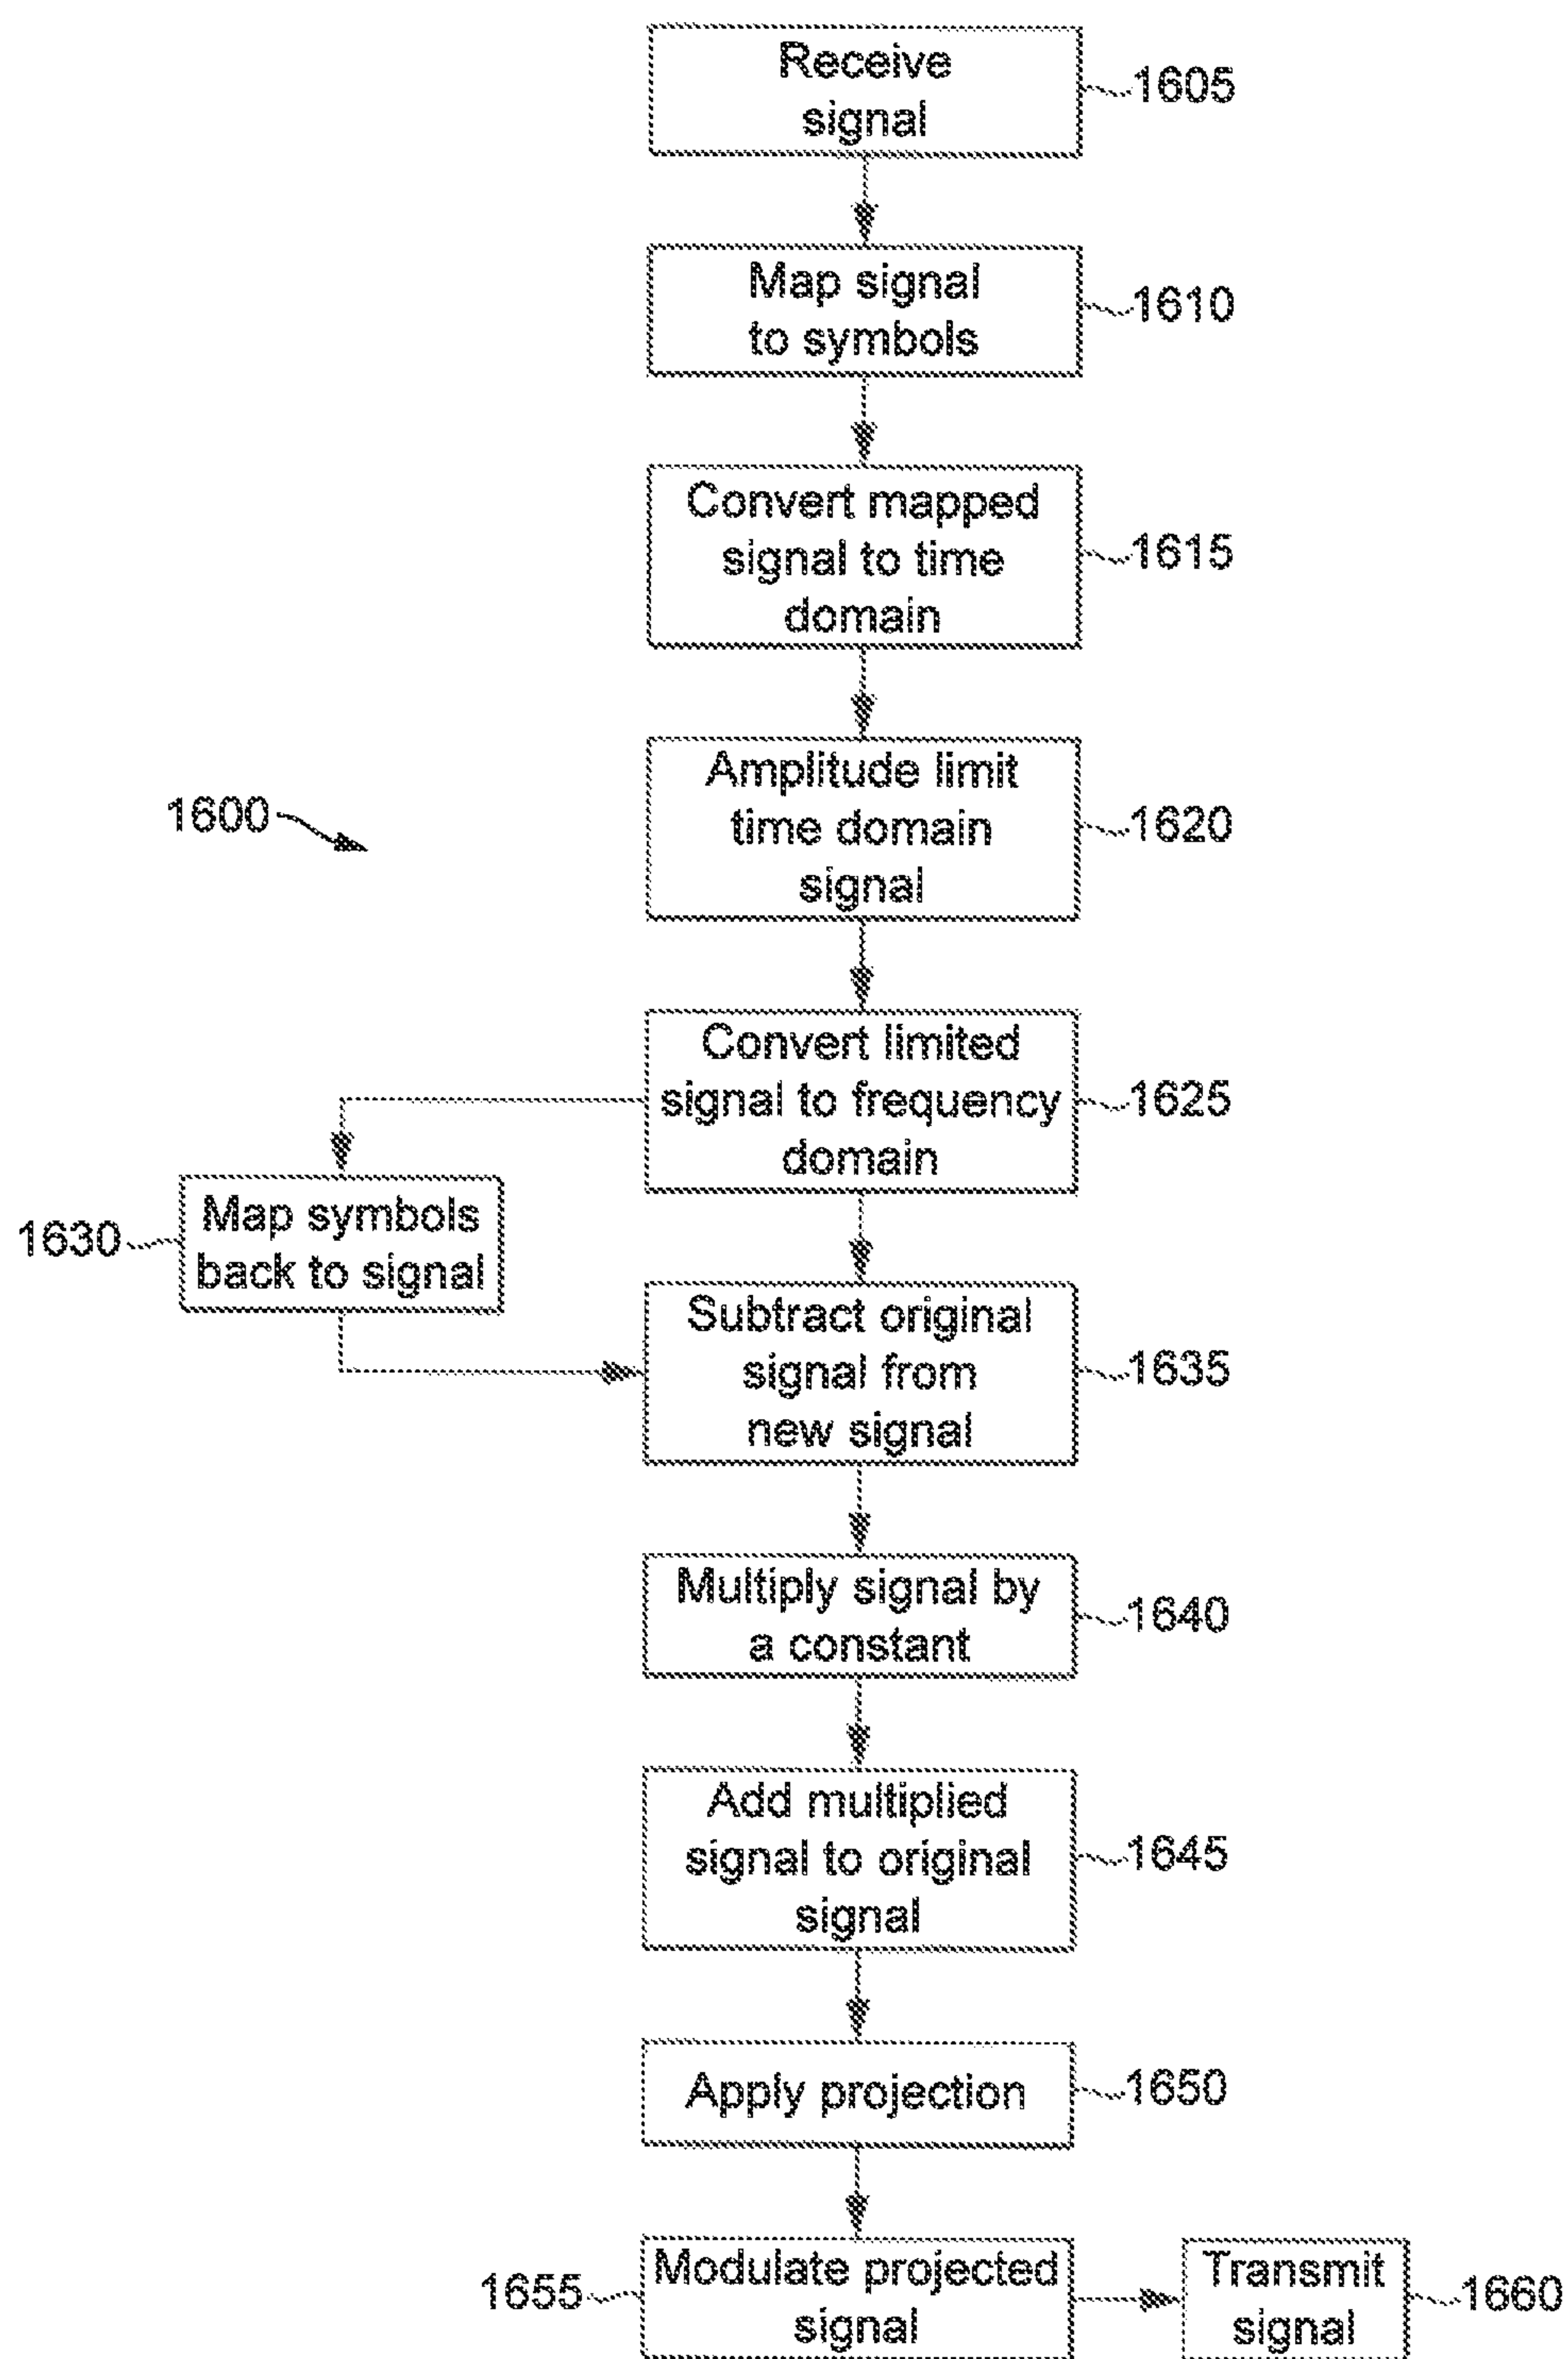 Receive
signal
1605
Map signal
to symbols
1610
Convert mapped
signal to time
domain
1615
Amplitude limit
time domain
signal
1620
1600
Convert limited
signal to frequency
domain
1625
Map symbols
back to signal
1630
Subtract original
signal from
new signal
1635
Multiply signal by
a constant
1640
Add multiplied
signal to original
signal
1645
Apply projection
1650
Modulate projected
signal
1655
Transmit
signal
1660